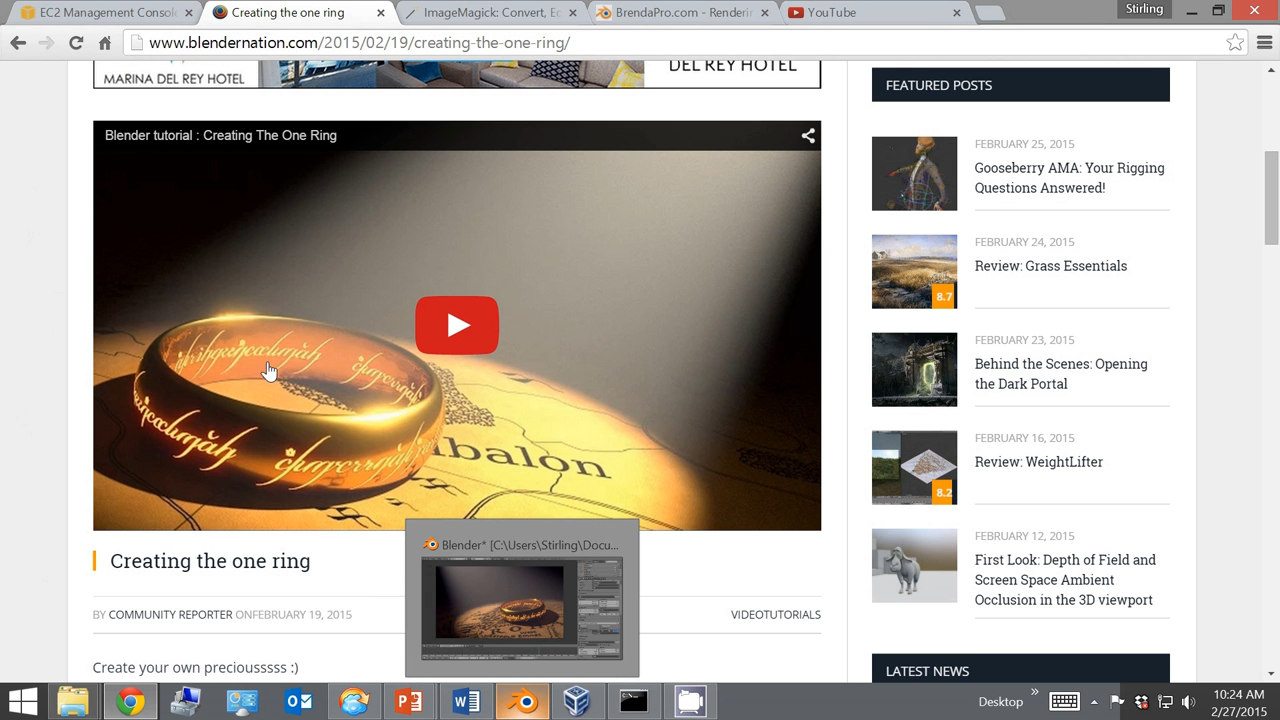 EC2 Management Consol
Creating the one ring
ImageMagick: Convert, Ec
BrendaPro.com - Renderi
YouTube
Stirling
www.blendernation.com/2015/02/19/creating-the-one-ring/
MARINA DEL REY HOTEL
DEL REY HOTEL
Blender tutorial : Creating The One Ring
balon
Creating the one ring
BY COMMUNITY REPORTER ONFEBRUARY 19, 2015
VIDEOTUTORIALS
Create your own preciousssss :)
Blender* [C:\Users\Stirling\Docu...
FEATURED POSTS
FEBRUARY 25, 2015
Gooseberry AMA: Your Rigging
Questions Answered!
FEBRUARY 24, 2015
Review: Grass Essentials
8.7
FEBRUARY 23, 2015
Behind the Scenes: Opening
the Dark Portal
FEBRUARY 16, 2015
Review: WeightLifter
8.2
FEBRUARY 12, 2015
First Look: Depth of Field and
Screen Space Ambient
Occlusion in the 3D viewport
LATEST NEWS
Desktop
10:24 AM
2/27/2015